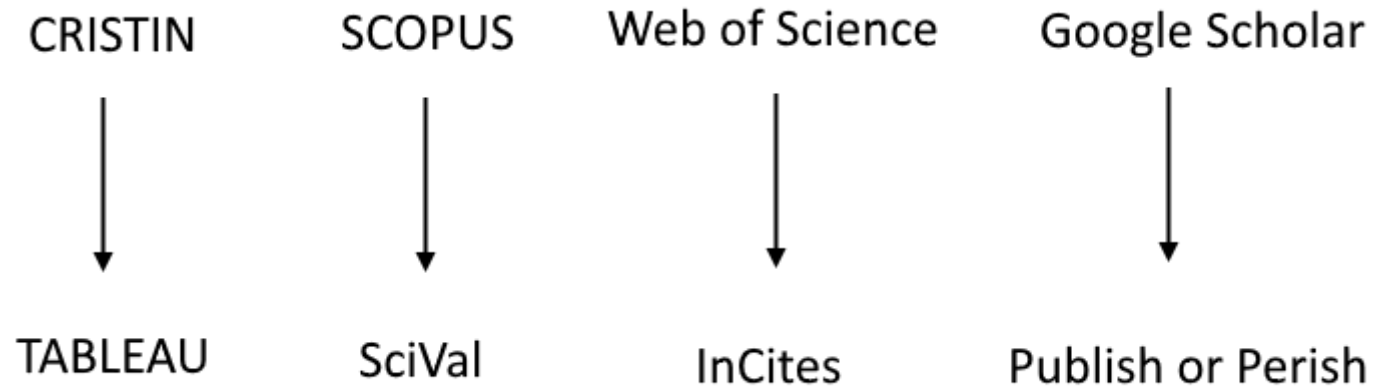 CRISTIN SCOPUS Web of Science Google Scholar
TABLEAU SciVal InCites Publish or Perish